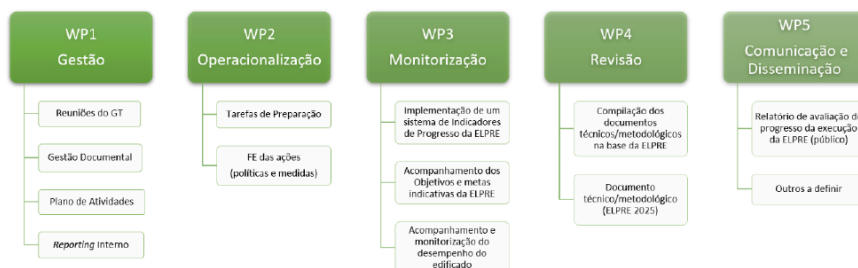 WP1
Gestão
Reuniões do GT
Gestão Documental
Plano de Atividades
Reporting Interno
WP2
Operacionalização
Tarefas de Preparação
FE das ações
(políticas e medidas)
WP3
Monitorização
Implementação de um
sistema de Indicadores
de Progresso da ELPRE
Acompanhamento dos
Objetivos e metas
indicativas da ELPRE
Acompanhamento e
monitorização do
desempenho do
edificado
WP4
Revisão
Compilação dos
documentos
técnicos/metodológicos
na base da ELPRE
Documento
técnico/metodológico
(ELPRE 2025)
WP5
Comunicação e
Disseminação
Relatório de avaliação de
progresso da execução
da ELPRE (público)
Outros a definir